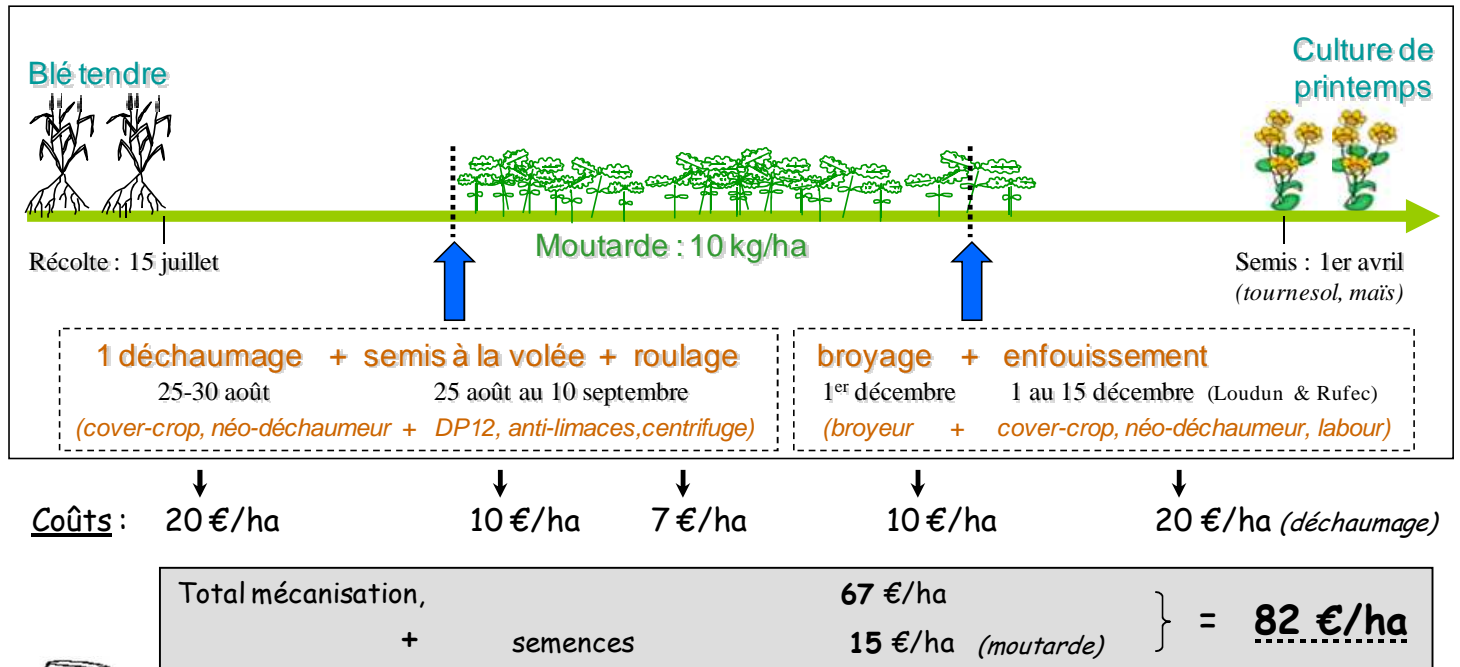 Blé tendre
Culture de
printemps
Moutarde : 10 kg/ha
Récolte : 15 juillet
Semis : 1er avril
(tournesol, maïs)
1 déchaumage + semis à la volée + roulage
25-30 août 25 août au 10 septembre
(cover-crop, néo-déchaumeur + DP12, anti-limaces,centrifuge)
broyage + enfouissement
1er décembre 1 au 15 décembre (Loudun & Rufec)
(broyeur + cover-crop, néo-déchaumeur, labour)
Coûts : 20 €/ha 10 €/ha 7 €/ha 10 €/ha 20 €/ha (déchaumage)
Total mécanisation, 67 €/ha
+ semences 15 €/ha (moutarde)
= 82 €/ha